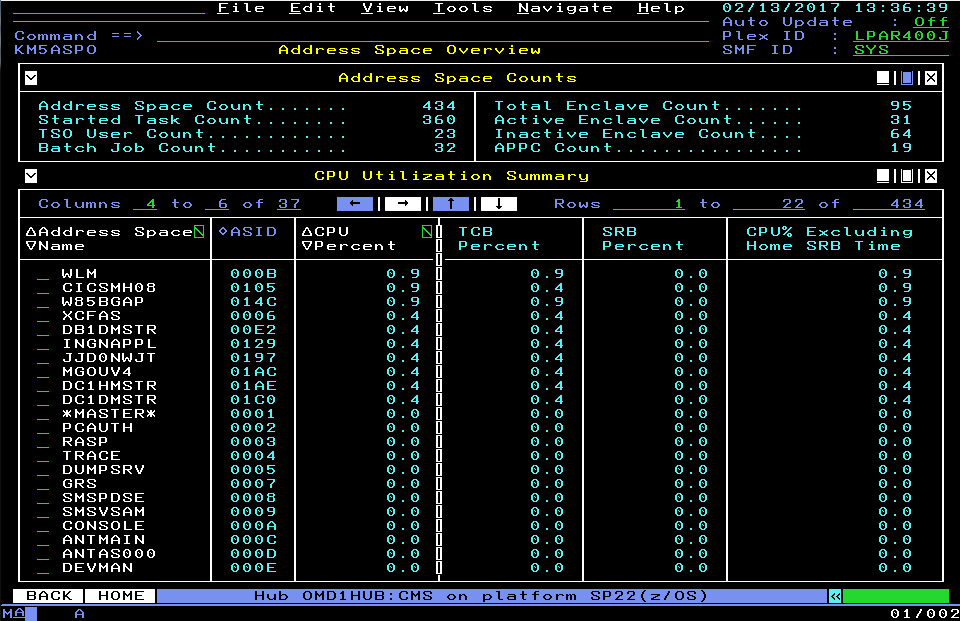 File Edit View Tools Navigate Help 02/13/2017 13:36:39
Auto Update : Off
Command ==> Plex ID : LPAR400J
KM5ASPO Address Space Overview SMF ID : SYS
Address Space Counts
Address Space Count....... 434 Total Enclave Count....... 95
Started Task Count........ 360 Active Enclave Count...... 31
TSO User Count............ 23 Inactive Enclave Count.... 64
Batch Job Count........... 32 APPC Count................ 19
CPU Utilization Summary
Columns 4 to 6 of 37 ← → ↑ ↓ Rows 1 to 22 of 434
△Address Space ◇ASID △CPU TCB SRB CPU% Excluding
▽Name ▽Percent Percent Percent Home SRB Time
_ WLM 000B 0.9 0.9 0.0 0.9
_ CICSMH08 0105 0.9 0.4 0.0 0.9
_ W85BGAP 014C 0.9 0.9 0.0 0.9
_ XCFAS 0006 0.4 0.4 0.0 0.4
_ DB1DMSTR 00E2 0.4 0.4 0.0 0.4
_ INGNAPPL 0129 0.4 0.4 0.0 0.4
_ JJD0NWJT 0197 0.4 0.4 0.0 0.4
_ MGOUV4 01AC 0.4 0.4 0.0 0.4
_ DC1HMSTR 01AE 0.4 0.4 0.0 0.4
_ DC1DMSTR 01C0 0.4 0.4 0.0 0.4
_ *MASTER* 0001 0.0 0.0 0.0 0.0
_ PCAUTH 0002 0.0 0.0 0.0 0.0
_ RASP 0003 0.0 0.0 0.0 0.0
_ TRACE 0004 0.0 0.0 0.0 0.0
_ DUMPSRV 0005 0.0 0.0 0.0 0.0
_ GRS 0007 0.0 0.0 0.0 0.0
_ SMSPDSE 0008 0.0 0.0 0.0 0.0
_ SMSVSAM 0009 0.0 0.0 0.0 0.0
_ CONSOLE 000A 0.0 0.0 0.0 0.0
_ ANTMAIN 000C 0.0 0.0 0.0 0.0
_ ANTAS000 000D 0.0 0.0 0.0 0.0
_ DEVMAN 000E 0.0 0.0 0.0 0.0
BACK HOME Hub OMD1HUB:CMS on platform SP22(z/OS) «
MA A 01/002